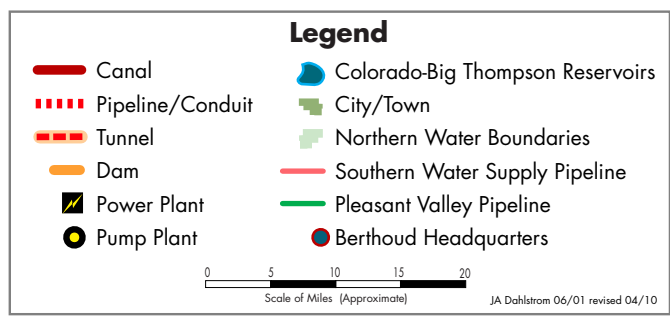 Legend
Canal
Pipeline/Conduit
Tunnel
Dam
Power Plant
Pump Plant
Colorado-Big Thompson Reservoirs
City/Town
Northern Water Boundaries
Southern Water Supply Pipeline
Pleasant Valley Pipeline
Berthoud Headquarters
0 5 10 15 20
Scale of Miles (Approximate)
JA Dahlstrom 06/01 revised 04/10